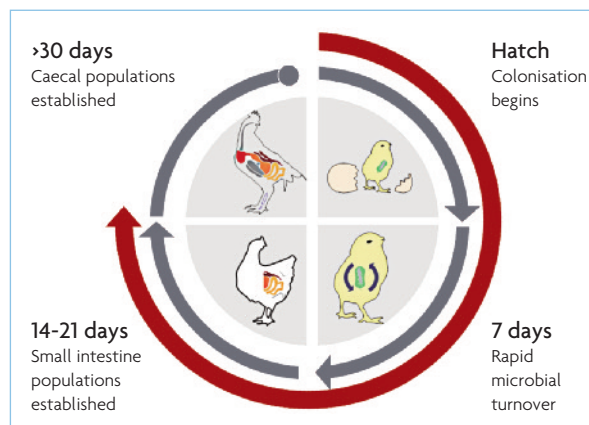 >30 days
Caecal populations
established
Hatch
Colonisation
begins
14-21 days
Small intestine
populations
established
7 days
Rapid
microbial
turnover